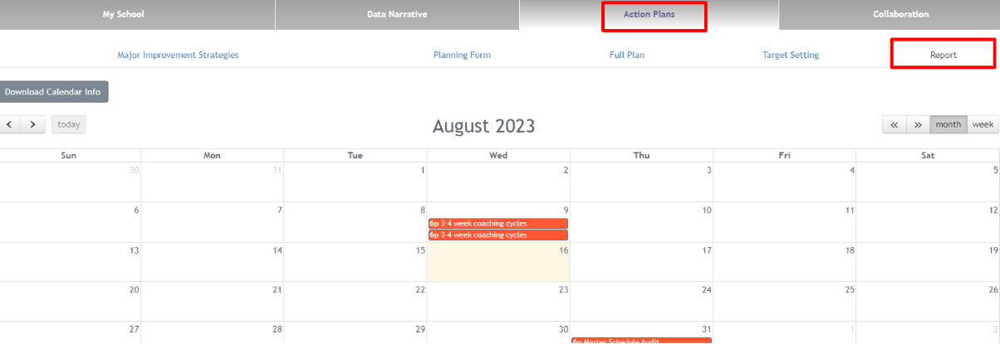 My School Data Narrative Action Plans Collaboration
Major Improvement Strategies Planning Form Full Plan Target Setting Report
Download Calendar Info
< > today August 2023 « » month week
Sun Mon Tue Wed Thu Fri Sat
30 31 1 2 3 4 5
6 7 8 9 10 11 12
6p 3-4 week coaching cycles
6p 3-4 week coaching cycles
13 14 15 16 17 18 19
20 21 22 23 24 25 26
27 28 29 30 31 1 2
6p Master Schedule Audit